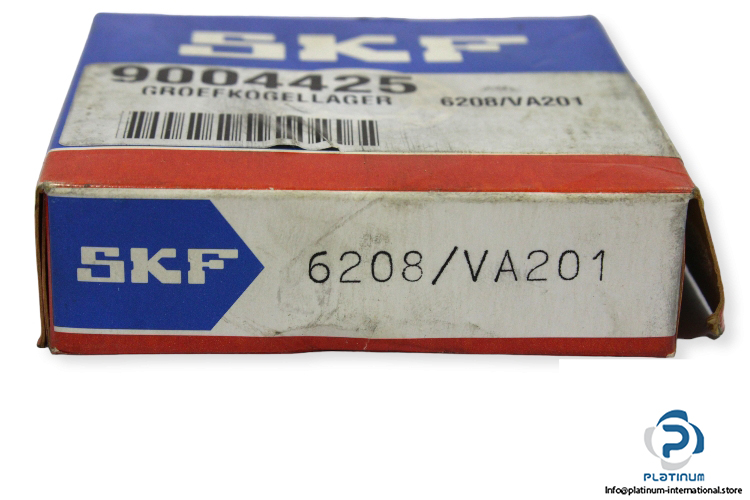 SKF
9004425
GROEFKOGELLAGER 6208/VA201
SKF 6208/VA201
PLATINUM
Info@platinum-international.store